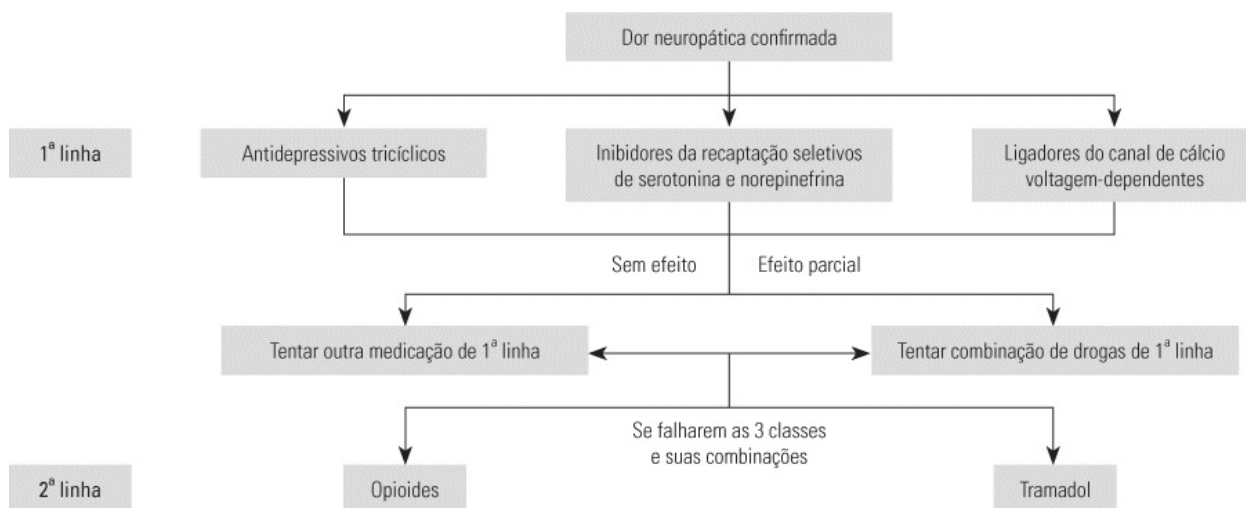 Dor neuropática confirmada
1ª linha
Antidepressivos tricíclicos
Inibidores da recaptação seletivos
de serotonina e norepinefrina
Ligadores do canal de cálcio
voltagem-dependentes
Sem efeito
Efeito parcial
Tentar outra medicação de 1ª linha
Tentar combinação de drogas de 1ª linha
Se falharem as 3 classes
e suas combinações
2ª linha
Opioides
Tramadol